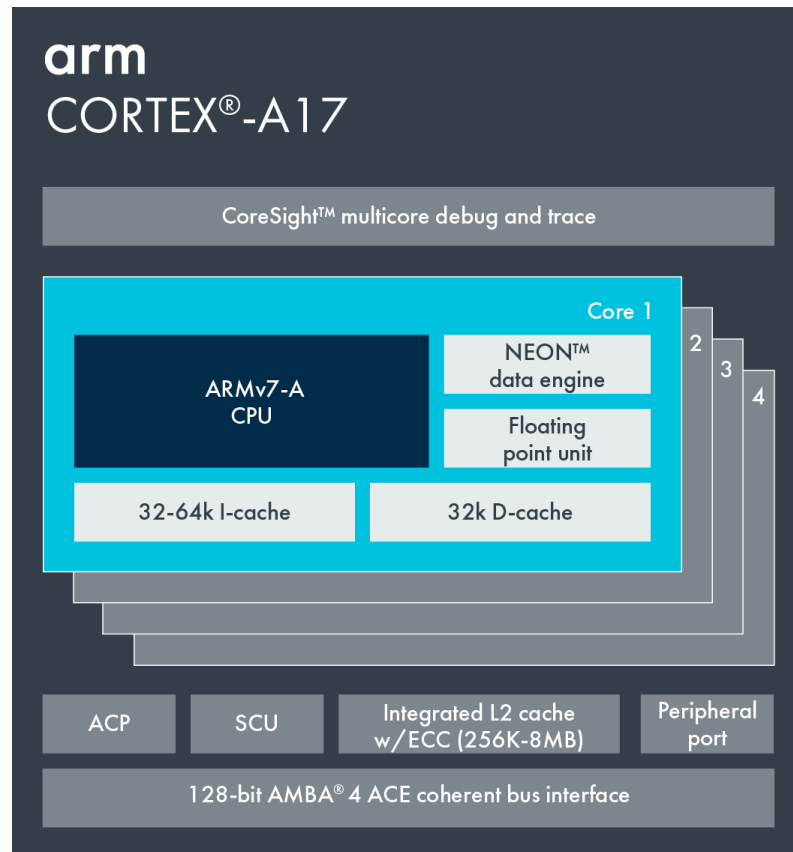 arm
CORTEX®-A17
CoreSight™ multicore debug and trace
Core 1
2
3
4
ARMv7-A
CPU
NEON™
data engine
Floating
point unit
32-64k I-cache
32k D-cache
ACP
SCU
Integrated L2 cache
w/ECC (256K-8MB)
Peripheral
port
128-bit AMBA® 4 ACE coherent bus interface